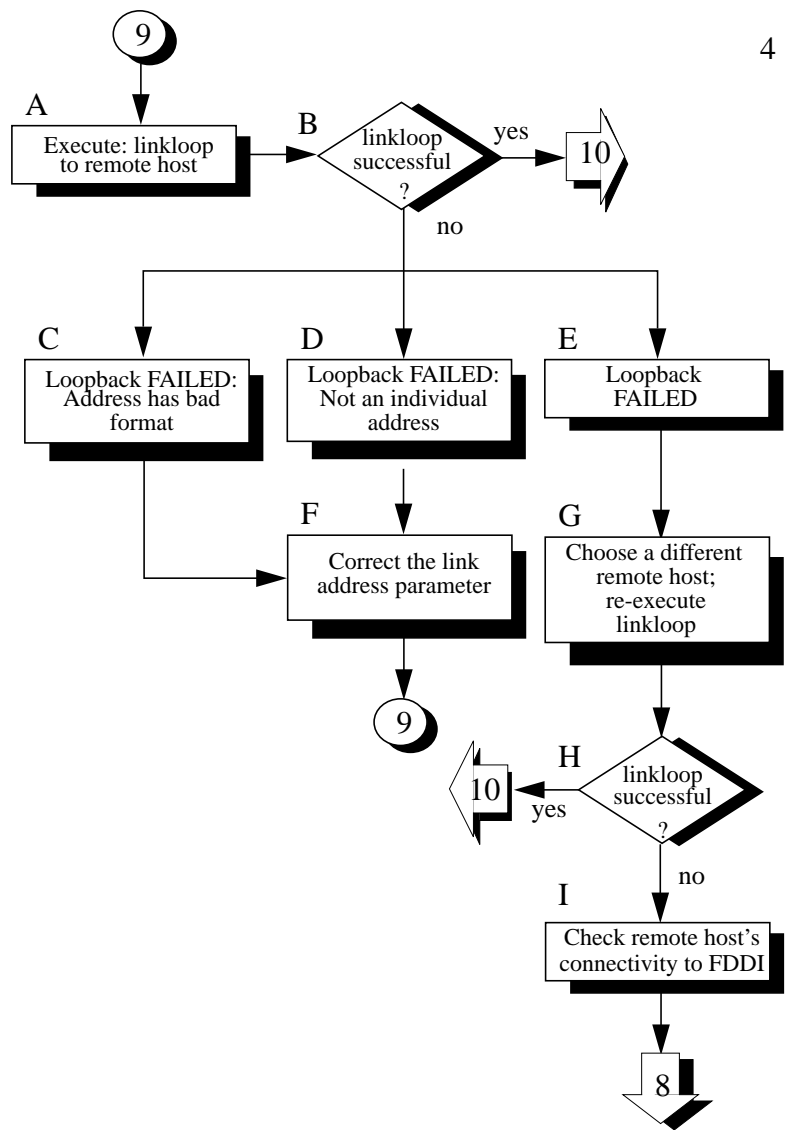 9
4
A
Execute: linkloop
to remote host
B
linkloop
successful
?
yes
10
no
C
Loopback FAILED:
Address has bad
format
D
Loopback FAILED:
Not an individual
address
E
Loopback
FAILED
F
Correct the link
address parameter
9
G
Choose a different
remote host;
re-execute
linkloop
H
linkloop
successful
?
yes
10
no
I
Check remote host's
connectivity to FDDI
8